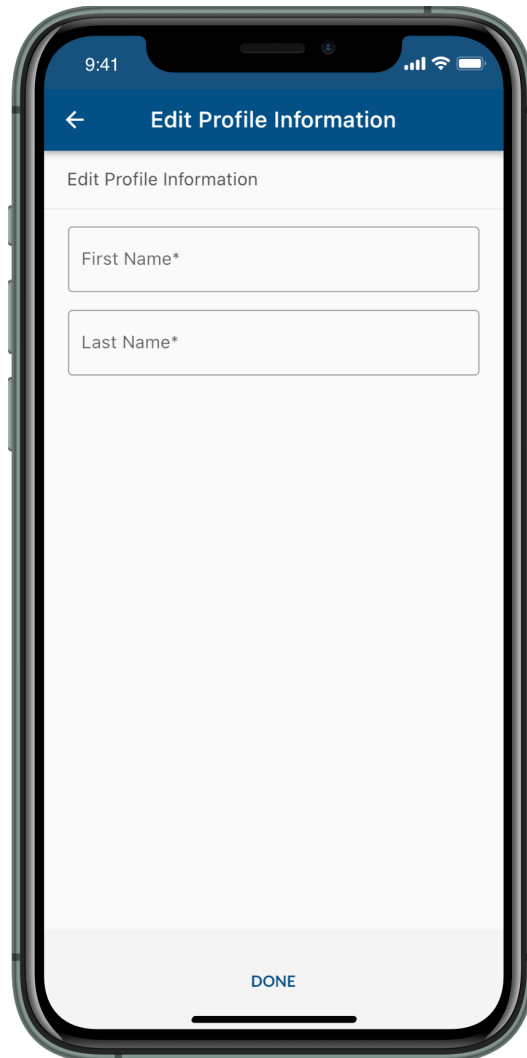 9:41
Edit Profile Information
Edit Profile Information
First Name*
Last Name*
DONE